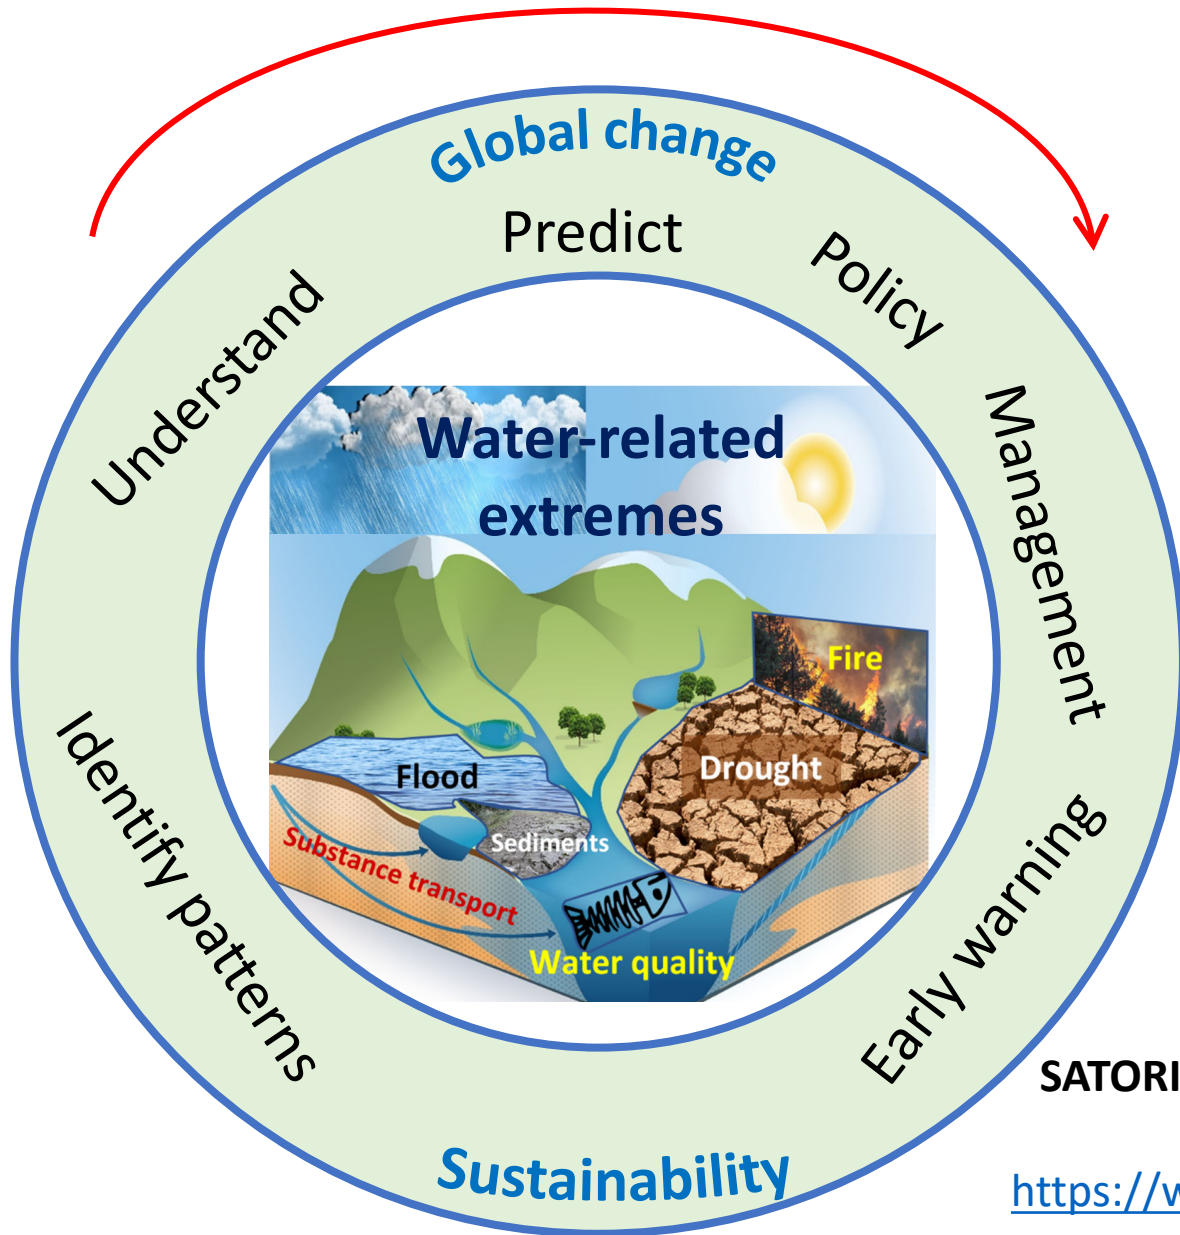 Global change
Predict
Policy
Understand
Management
Water-related
extremes
Fire
Drought
Flood
Sediments
Substance transport
Water quality
Identify patterns
Early warning
SATORI
Sustainability
https://w